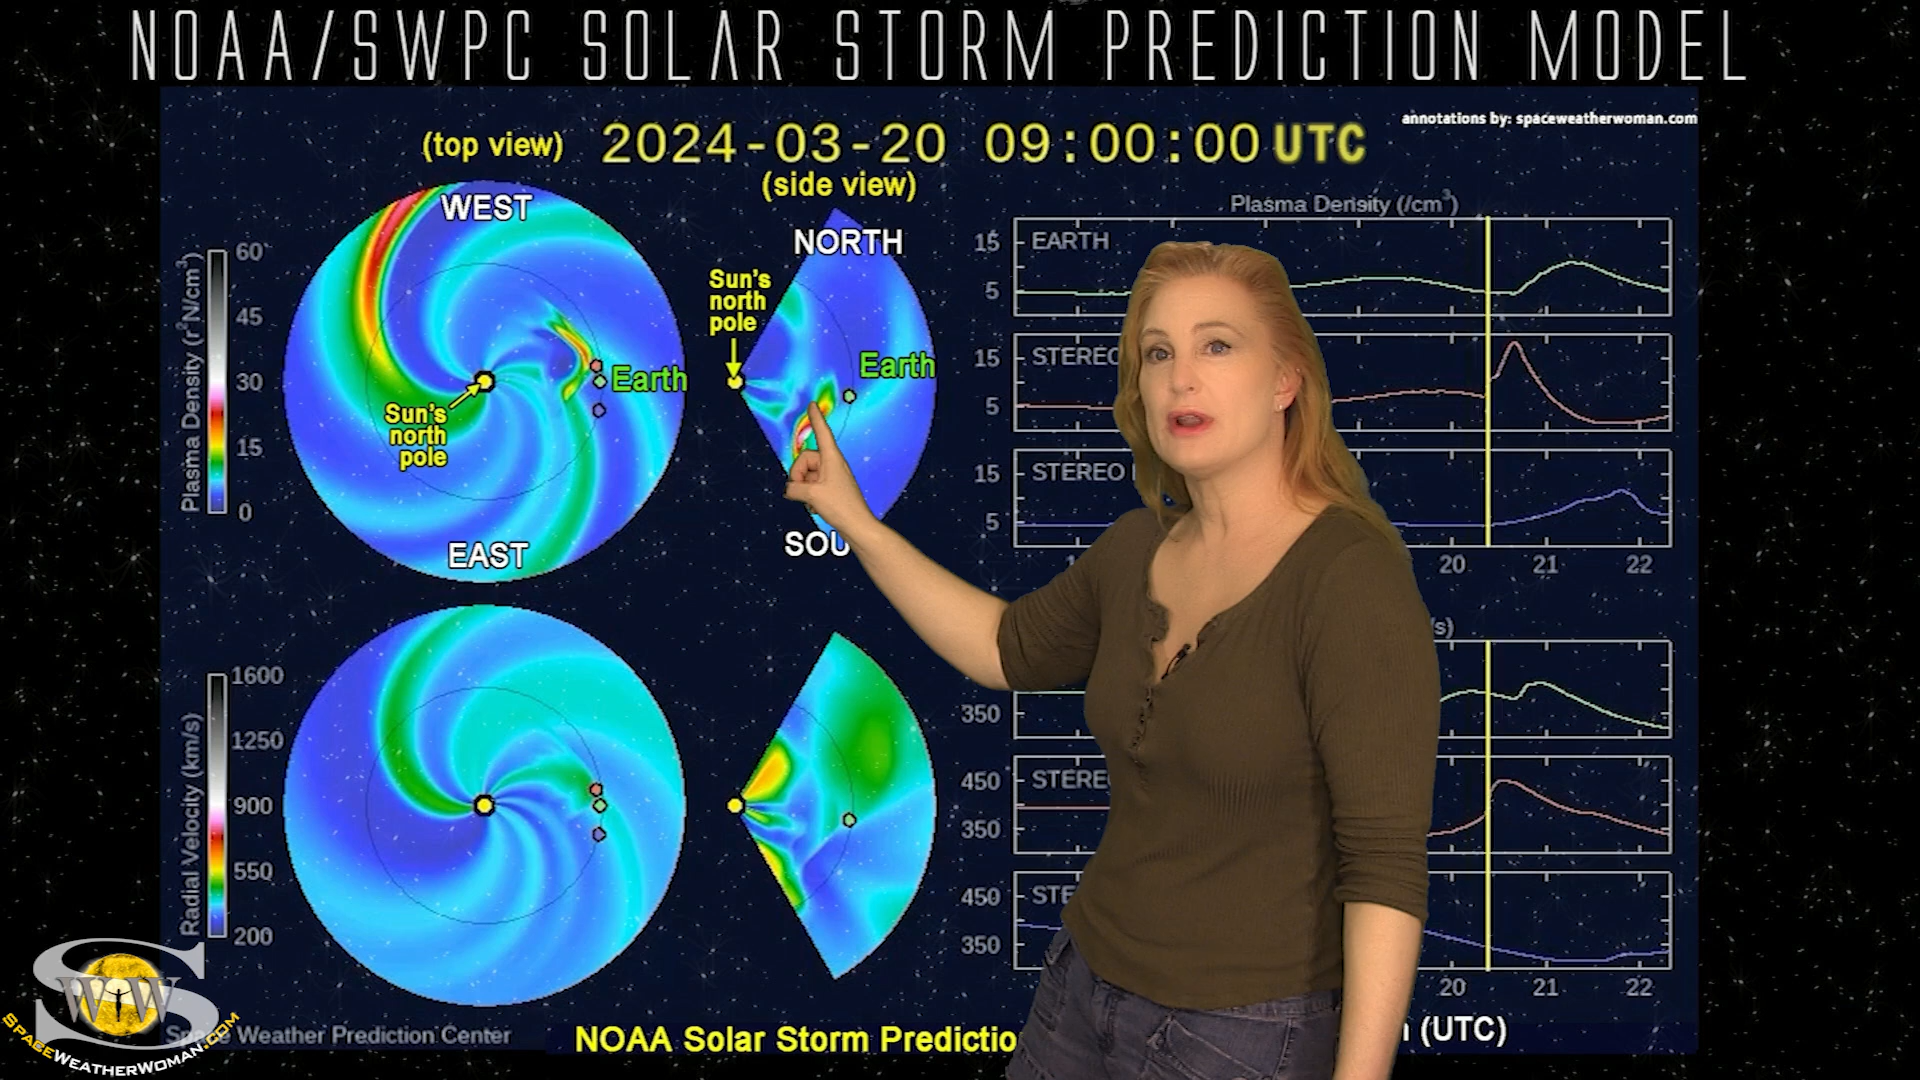 NOAA/SWPC SOLAR STORM PREDICTION MODEL
annotations by: spaceweatherwoman.com
(top view)
2024-03-20 09:00:00 UTC
(side view)
Plasma Density (/cm³)
WEST
NORTH
EARTH
15
5
60
45
30
15
0
Plasma Density (r²N/cm³)
Sun's
north
pole
Sun's
north
pole
Earth
Earth
STEREO
15
5
STEREO
15
5
EAST
SOU
20
21
22
1600
1250
900
550
200
Radial Velocity (km/s)
/s)
350
STERE
450
350
STE
450
350
20
21
22
Space Weather Prediction Center
NOAA Solar Storm Predictio
(UTC)
S
WW
SPACEWEATHERWOMAN.COM